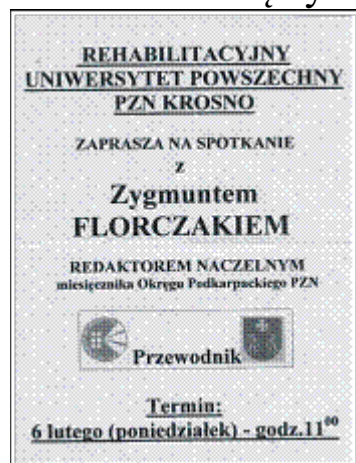 REHABILITACYJNY
UNIWERSYTET POWSZECHNY
PZN KROSNO
ZAPRASZA NA SPOTKANIE
z
Zygmuntem
FLORCZAKIEM
REDAKTOREM NACZELNYM
miesięcznika Okręgu Podkarpackiego PZN
Przewodnik
Termin:
6 lutego (poniedziałek) - godz.11⁰⁰